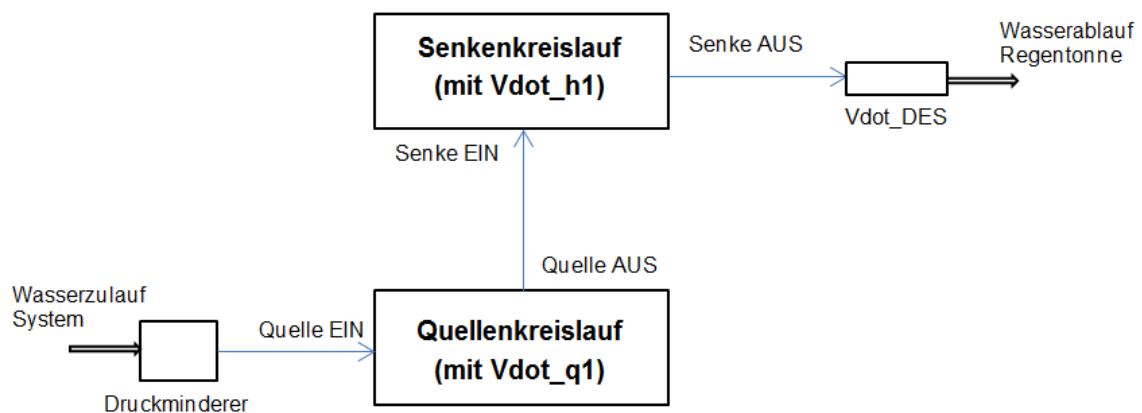 Senkenkreislauf
(mit Vdot_h1)
Senke AUS
Wasserablauf
Regentonne
Vdot_DES
Senke EIN
Quelle AUS
Wasserzulauf
System
Quelle EIN
Quellenkreislauf
(mit Vdot_q1)
Druckminderer